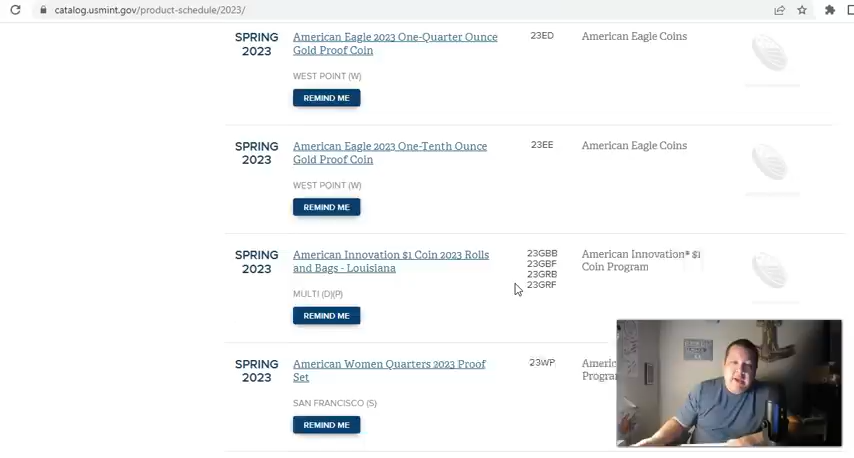 catalog.usmint.gov/product-schedule/2023/
SPRING
2023
American Eagle 2023 One-Quarter Ounce
Gold Proof Coin
WEST POINT (W)
REMIND ME
23ED
American Eagle Coins
SPRING
2023
American Eagle 2023 One-Tenth Ounce
Gold Proof Coin
WEST POINT (W)
REMIND ME
23EE
American Eagle Coins
SPRING
2023
American Innovation $1 Coin 2023 Rolls
and Bags - Louisiana
MULTI (D)(P)
REMIND ME
23GBB
23GBF
23GRB
23GRF
American Innovation® $1
Coin Program
SPRING
2023
American Women Quarters 2023 Proof
Set
SAN FRANCISCO (S)
REMIND ME
23WP